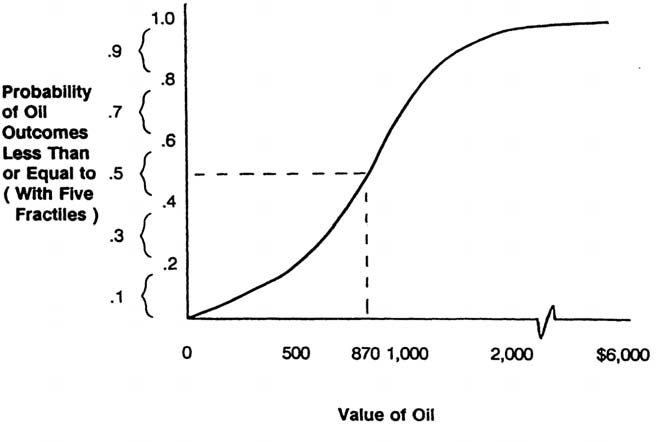 1.0
.9
.8
Probability
of Oil
.7
Outcomes
.6
Less Than
or Equal to
.5
( With Five
.4
Fractiles )
.3
.2
.1
0 500 870 1,000 2,000 $6,000
Value of Oil